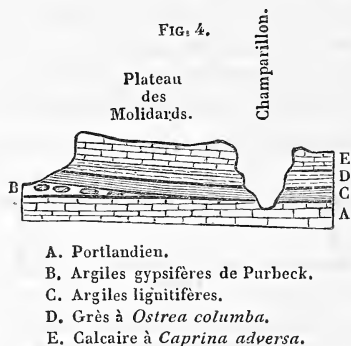 FIG. 4.
Champarillon.
Plateau
des
Molidards.
B
E
D
C
A
A. Portlandien.
B. Argiles gypsifères de Purbeck.
C. Argiles lignitifères.
D. Grès à Ostrea columba.
E. Calcaire à Caprina adversa.